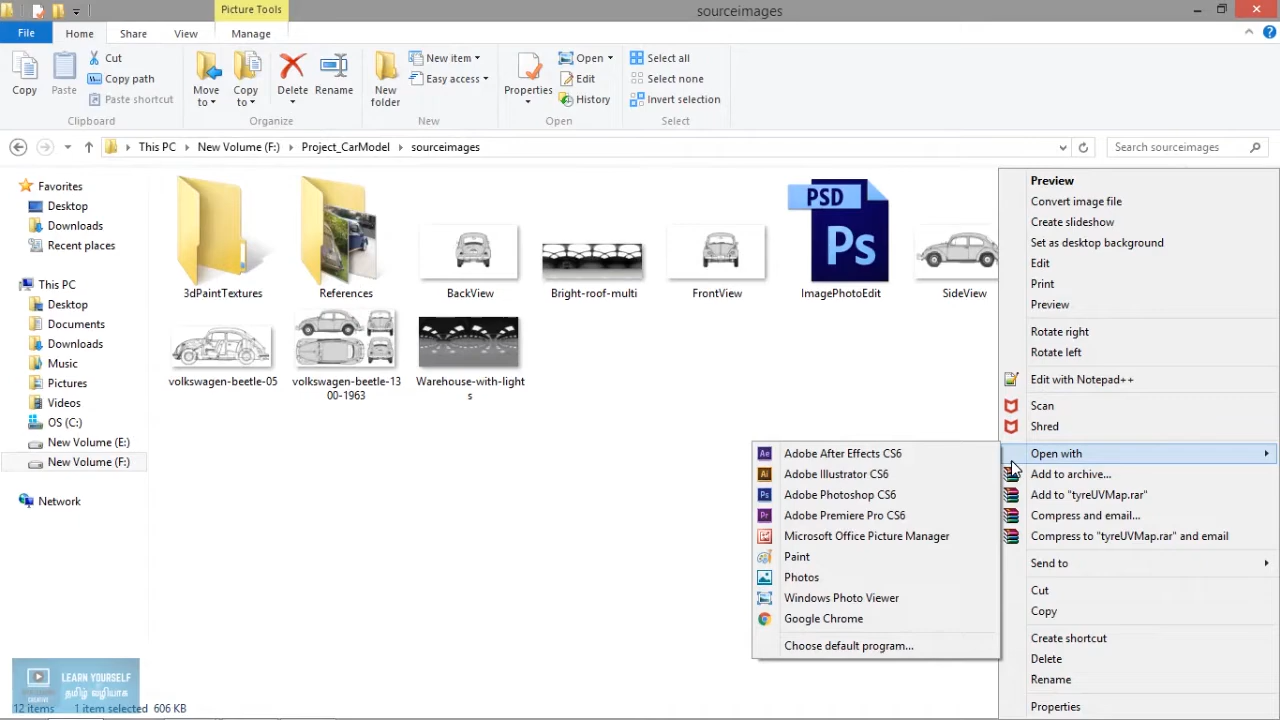 Picture Tools
sourceimages
File
Home
Share
View
Manage
Copy
Paste
Cut
Copy path
Paste shortcut
Clipboard
Move to
Copy to
Delete
Rename
Organize
New folder
New item
Easy access
New
Properties
Open
Edit
History
Open
Select all
Select none
Invert selection
Select
This PC
New Volume (F:)
Project_CarModel
sourceimages
Search sourceimages
Favorites
Desktop
Downloads
Recent places
This PC
Desktop
Documents
Downloads
Music
Pictures
Videos
OS (C:)
New Volume (E:)
New Volume (F:)
Network
3dPaintTextures
References
BackView
Bright-roof-multi
FrontView
PSD
Ps
ImagePhotoEdit
SideView
volkswagen-beetle-05
volkswagen-beetle-13
00-1963
Warehouse-with-light
s
Preview
Convert image file
Create slideshow
Set as desktop background
Edit
Print
Preview
Rotate right
Rotate left
Edit with Notepad++
Scan
Shred
Open with
Add to archive...
Add to "tyreUVMap.rar"
Compress and email...
Compress to "tyreUVMap.rar" and email
Send to
Cut
Copy
Create shortcut
Delete
Rename
Properties
Ae Adobe After Effects CS6
Ai Adobe Illustrator CS6
Ps Adobe Photoshop CS6
Pr Adobe Premiere Pro CS6
Microsoft Office Picture Manager
Paint
Photos
Windows Photo Viewer
Google Chrome
Choose default program...
LEARN YOURSELF
தமிழ் வழியாக
12 items 1 item selected 606 KB